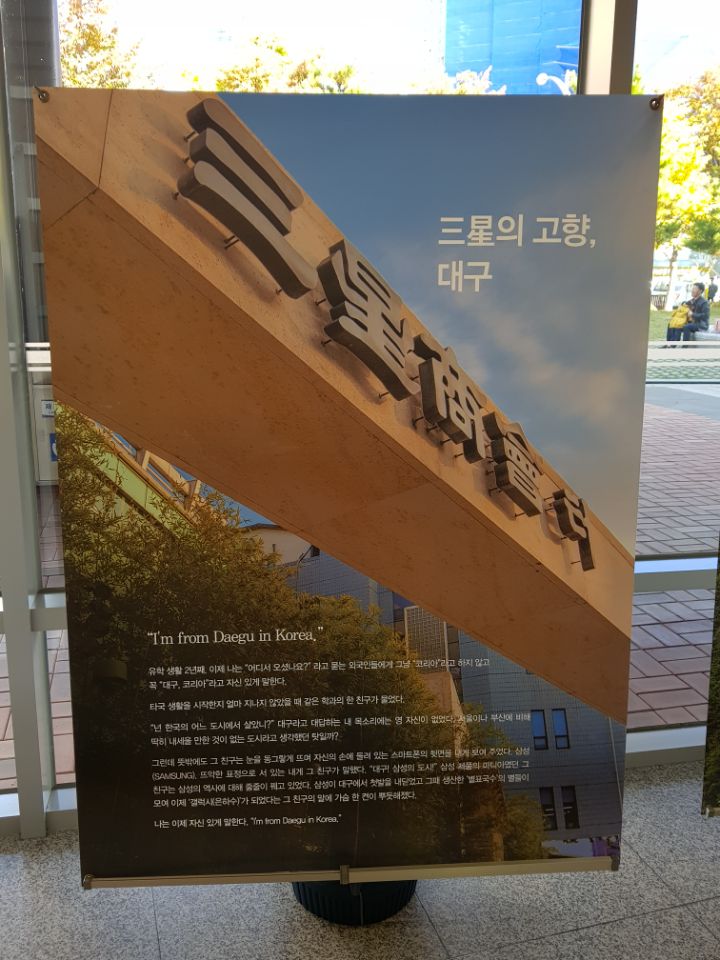 三星의 고향,
대구
三星商會
"I'm from Daegu in Korea."
유학 생활 2년째, 이제 나는 "어디서 오셨나요?" 라고 묻는 외국인들에게 그냥 "코리아"라고 하지 않고
꼭 "대구, 코리아"라고 자신 있게 말한다.
타국 생활을 시작한지 얼마 지나지 않았을 때 같은 학과의 한 친구가 물었다.
"넌 한국의 어느 도시에서 살았니?" 대구라고 대답하는 내 목소리에는 영 자신이 없었다. 서울이나 부산에 비해
딱히 내세울 만한 것이 없는 도시라고 생각했던 탓일까?
그런데 뜻밖에도 그 친구는 눈을 동그랗게 뜨며 자신의 손에 들려 있는 스마트폰의 뒷면을 내게 보여 주었다. 삼성
(SAMSUNG). 뜨악한 표정으로 서 있는 내게 그 친구가 말했다. "대구! 삼성의 도시!" 삼성 제품의 마니아였던 그
친구는 삼성의 역사에 대해 줄줄이 꿰고 있었다. 삼성이 대구에서 첫발을 내딛었고 그때 생산한 '별표국수'의 별들이
모여 이제 '갤럭시(은하수)'가 되었다는 그 친구의 말에 가슴 한 켠이 뿌듯해졌다.
나는 이제 자신 있게 말한다. "I'm from Daegu in Korea."